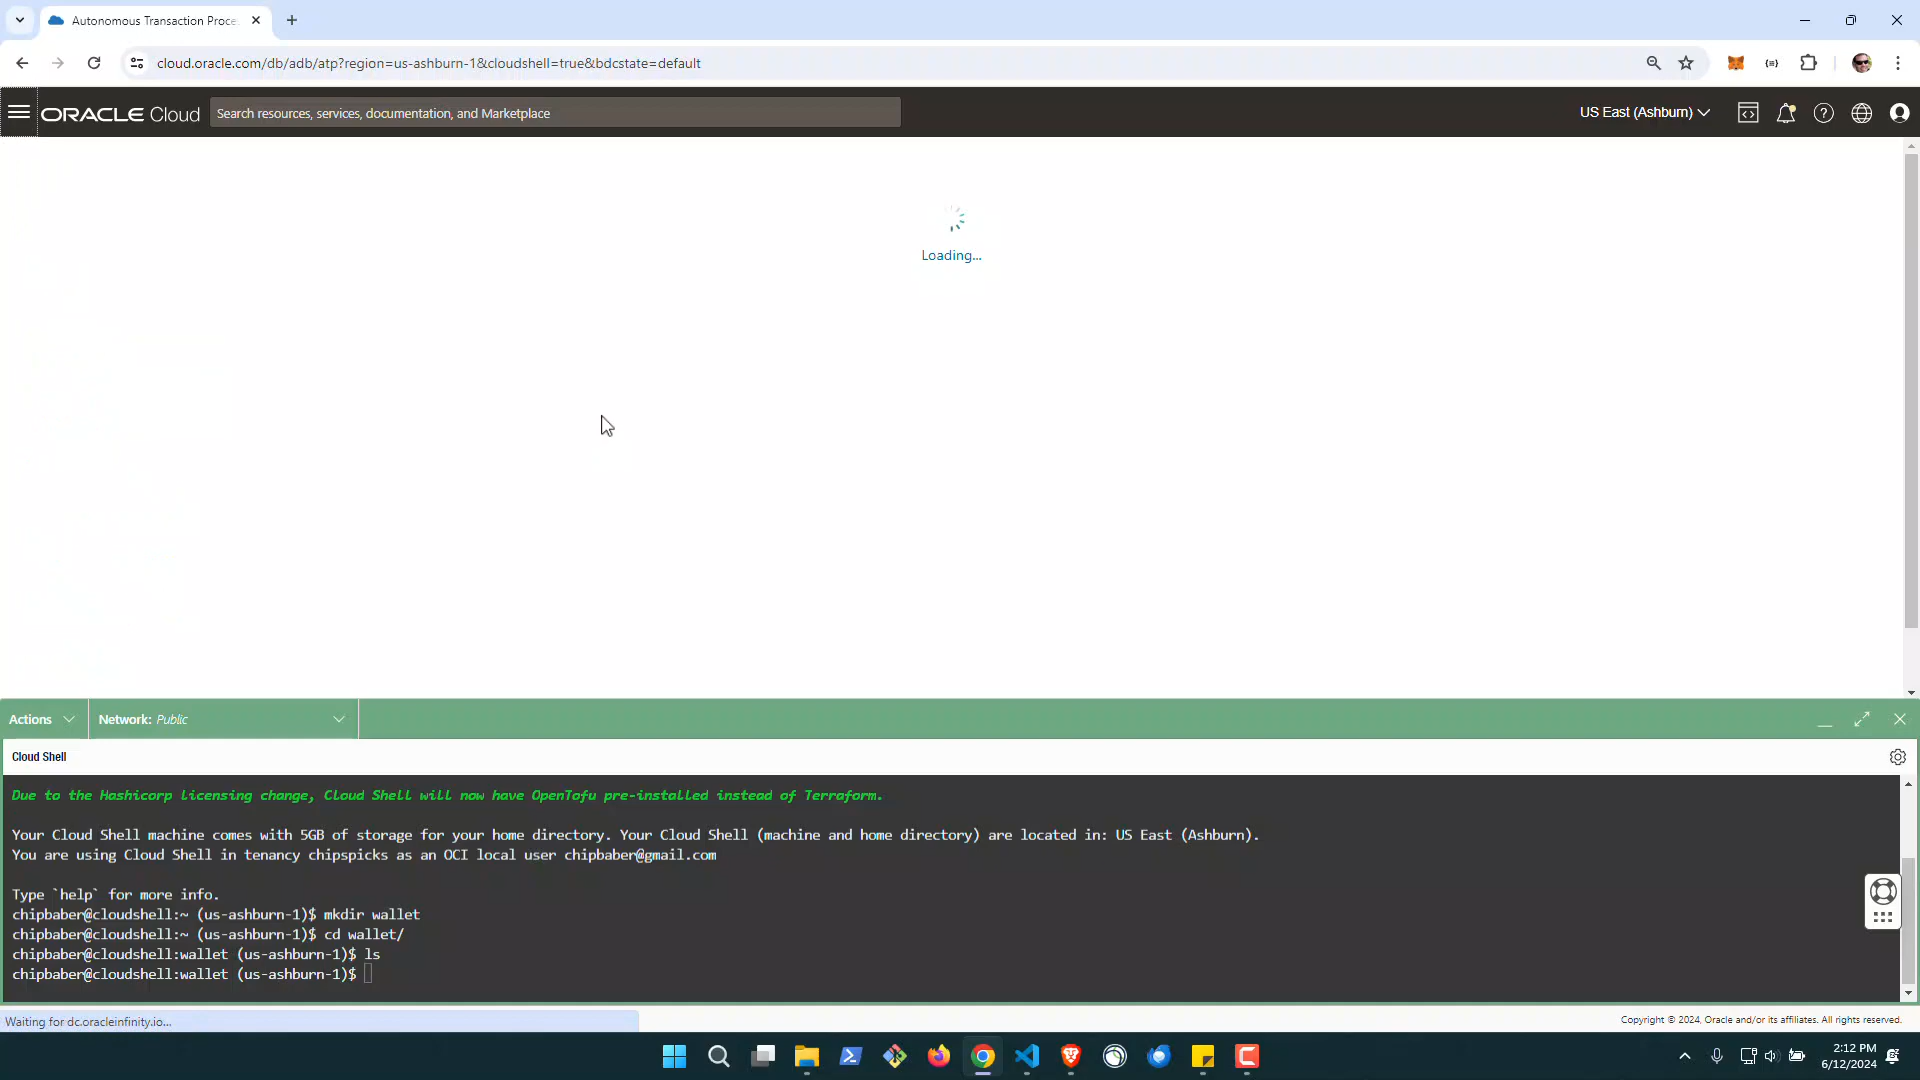 Autonomous Transaction Proce
cloud.oracle.com/db/adb/atp?region=us-ashburn-1&cloudshell=true&bdcstate=default
ORACLE Cloud
Search resources, services, documentation, and Marketplace
US East (Ashburn)
Loading...
Actions
Network: Public
Cloud Shell
Due to the Hashicorp licensing change, Cloud Shell will now have OpenTofu pre-installed instead of Terraform.
Your Cloud Shell machine comes with 5GB of storage for your home directory. Your Cloud Shell (machine and home directory) are located in: US East (Ashburn).
You are using Cloud Shell in tenancy chipspicks as an OCI local user chipbaber@gmail.com
Type `help` for more info.
chipbaber@cloudshell:~ (us-ashburn-1)$ mkdir wallet
chipbaber@cloudshell:~ (us-ashburn-1)$ cd wallet/
chipbaber@cloudshell:wallet (us-ashburn-1)$ ls
chipbaber@cloudshell:wallet (us-ashburn-1)$
Waiting for dc.oracleinfinity.io...
Copyright © 2024, Oracle and/or its affiliates. All rights reserved.
2:12 PM
6/12/2024